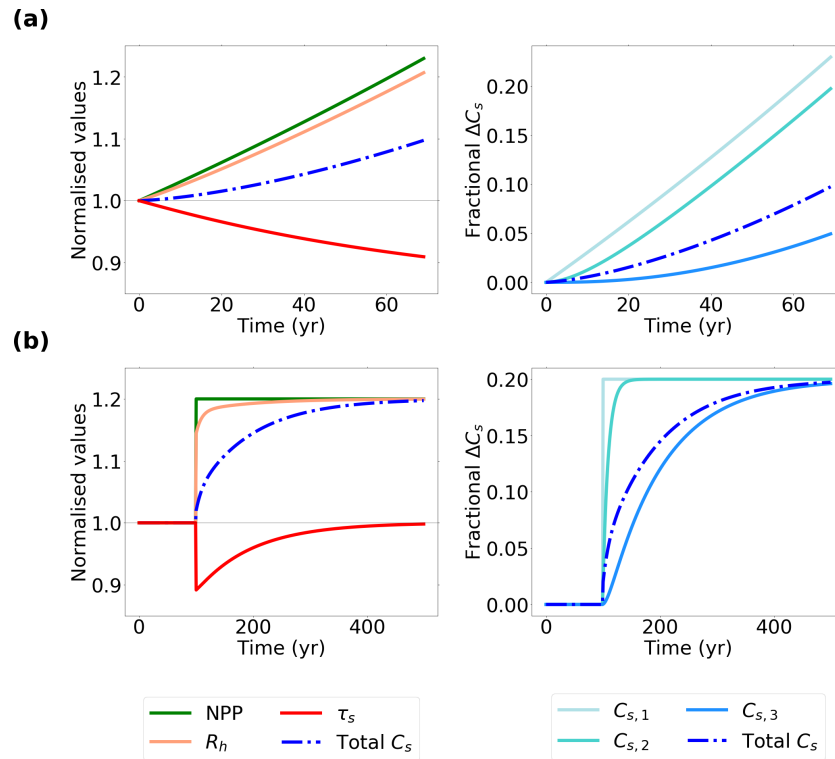 (a)
Normalised values
1.2
1.1
1.0
0.9
0
20
40
60
Time (yr)
Fractional ΔC_s
0.20
0.15
0.10
0.05
0.00
0
20
40
60
Time (yr)
(b)
Normalised values
1.2
1.1
1.0
0.9
0
200
400
Time (yr)
Fractional ΔC_s
0.20
0.15
0.10
0.05
0.00
0
200
400
Time (yr)
NPP
R_h
τ_s
Total C_s
C_{s,1}
C_{s,2}
C_{s,3}
Total C_s